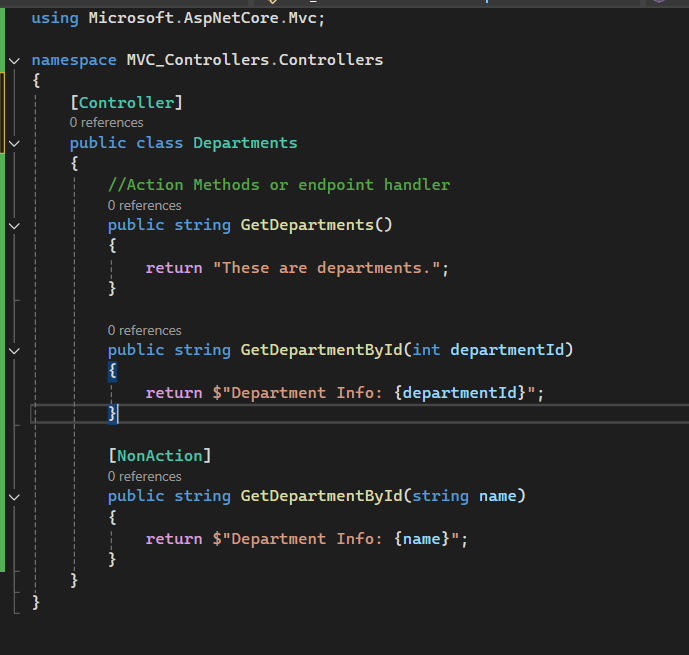 using Microsoft.AspNetCore.Mvc;
namespace MVC_Controllers.Controllers
{
[Controller]
0 references
public class Departments
{
//Action Methods or endpoint handler
0 references
public string GetDepartments()
{
return "These are departments.";
}
0 references
public string GetDepartmentById(int departmentId)
{
return $"Department Info: {departmentId}";
}
[NonAction]
0 references
public string GetDepartmentById(string name)
{
return $"Department Info: {name}";
}
}
}